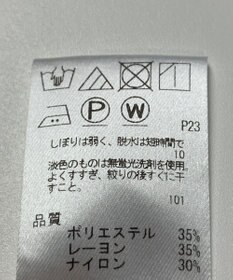 P23
P W
しぼりは弱く、脱水は短時間で
10
淡色のものは無蛍光洗剤を使用。
よくすすぎ、絞りの後すぐに干
すこと。
101
品質
ポリエステル 35%
レーヨン 35%
ナイロン 30%